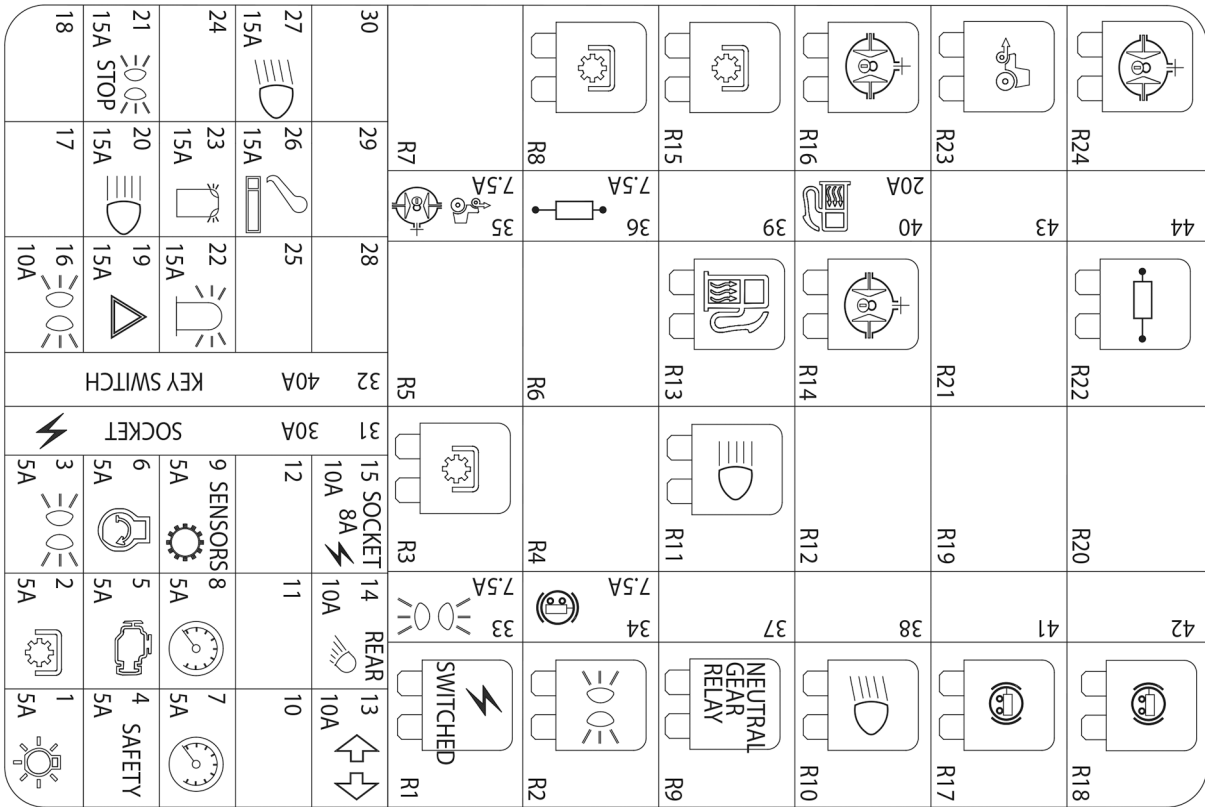 18
21
15A
STOP
24
27
15A
30
17
20
15A
23
15A
26
15A
29
16
10A
19
15A
22
15A
25
28
32 40A KEY SWITCH
31 30A SOCKET
3
5A
6
5A
9 SENSORS
5A
12
15 SOCKET
10A 8A
2
5A
5
5A
8
5A
11
14 REAR
10A
1
5A
4 SAFETY
5A
7
5A
10
13
10A
R7
R8
R15
R16
R23
R24
35
7.5A
36
7.5A
39
40
20A
43
44
R5
R6
R13
R14
R21
R22
R3
R4
R11
R12
R19
R20
33
7.5A
34
7.5A
37
38
41
42
SWITCHED
R1
R2
NEUTRAL
GEAR
RELAY
R9
R10
R17
R18